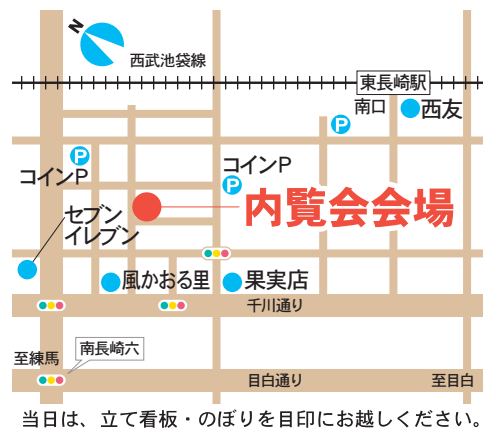 N
西武池袋線
東長崎駅
南口
西友
P
P
コインP
コインP
P
内覧会会場
セブン
イレブン
風かおる里
果実店
千川通り
至練馬
南長崎六
目白通り
至目白
当日は、立て看板・のぼりを目印にお越しください。